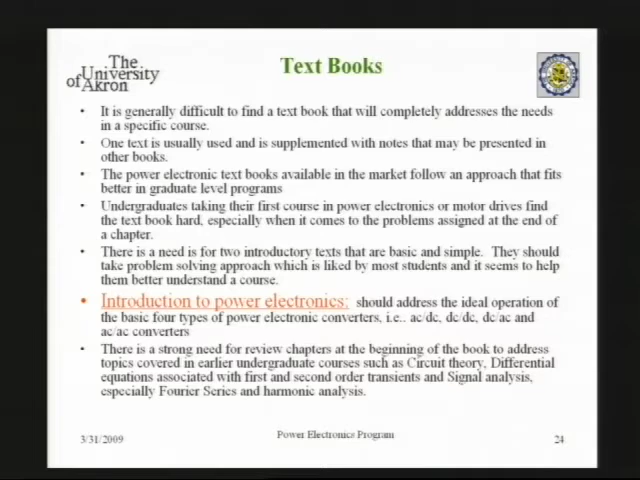 The
University
of Akron
Text Books
• It is generally difficult to find a text book that will completely addresses the needs
in a specific course.
• One text is usually used and is supplemented with notes that may be presented in
other books.
• The power electronic text books available in the market follow an approach that fits
better in graduate level programs
• Undergraduates taking their first course in power electronics or motor drives find
the text book hard, especially when it comes to the problems assigned at the end of
a chapter.
• There is a need is for two introductory texts that are basic and simple. They should
take problem solving approach which is liked by most students and it seems to help
them better understand a course.
• Introduction to power electronics: should address the ideal operation of
the basic four types of power electronic converters, i.e.. ac/dc, dc/dc, dc/ac and
ac/ac converters
• There is a strong need for review chapters at the beginning of the book to address
topics covered in earlier undergraduate courses such as Circuit theory, Differential
equations associated with first and second order transients and Signal analysis,
especially Fourier Series and harmonic analysis.
3/31/2009
Power Electronics Program
24